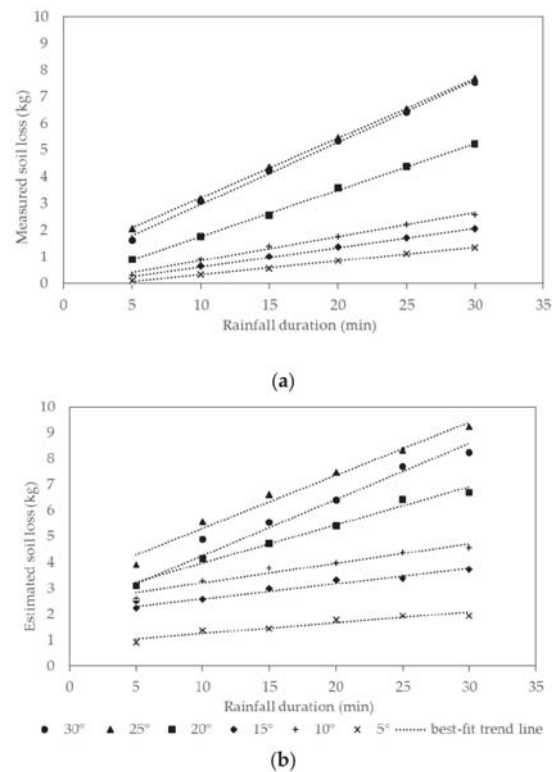 10
9
8
7
6
5
4
3
2
1
0
Measured soil loss (kg)
0 5 10 15 20 25 30 35
Rainfall duration (min)
(a)
10
9
8
7
6
5
4
3
2
1
0
Estimated soil loss (kg)
0 5 10 15 20 25 30 35
Rainfall duration (min)
30° 25° 20° 15° 10° 5° best-fit trend line
(b)